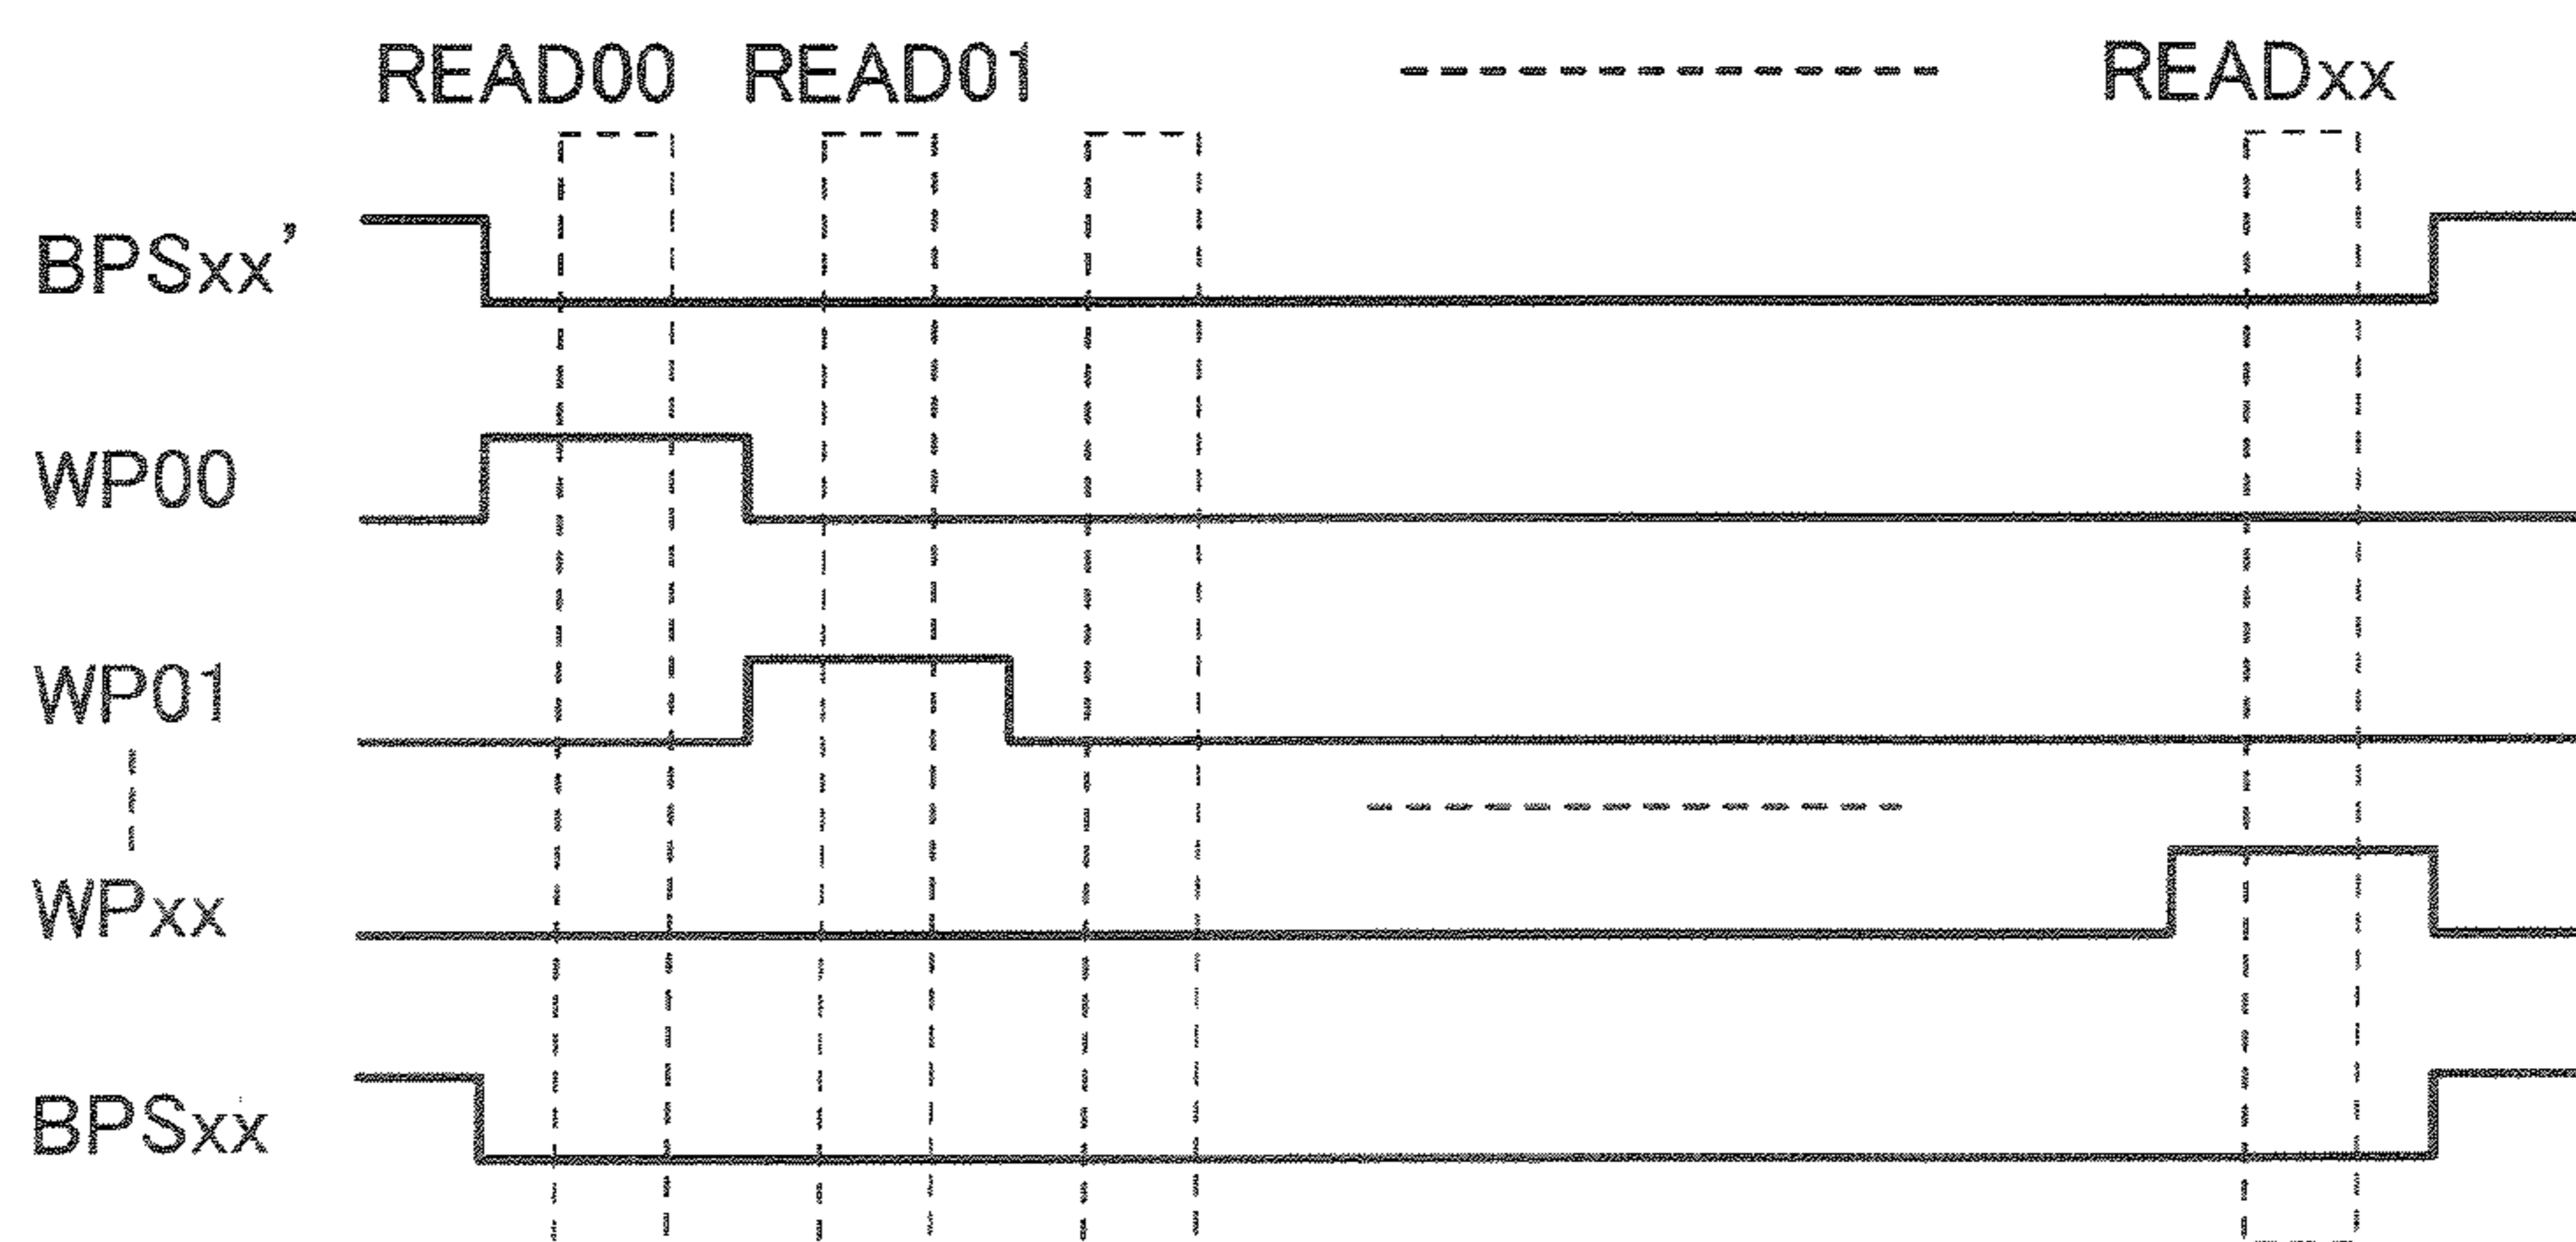 READ00 READ01 READxx
BPSxx’
WP00
WP01
WPxx
BPSxx